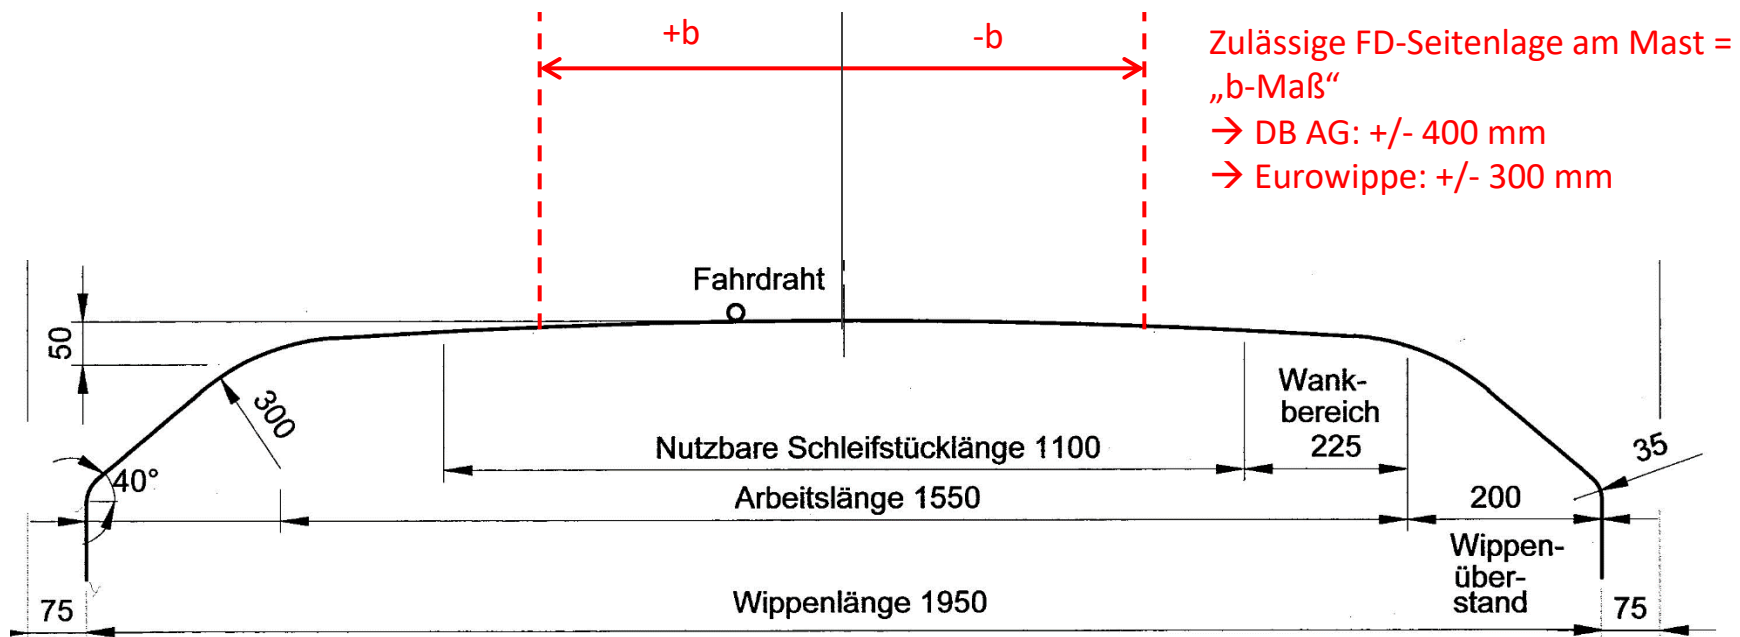 +b
-b
Zulässige FD-Seitenlage am Mast =
„b-Maß“
→ DB AG: +/- 400 mm
→ Eurowippe: +/- 300 mm
Fahrdraht
50
300
Wank-
bereich
225
Nutzbare Schleifstücklänge 1100
35
40°
Arbeitslänge 1550
200
Wippen-
über-
stand
75
Wippenlänge 1950
75